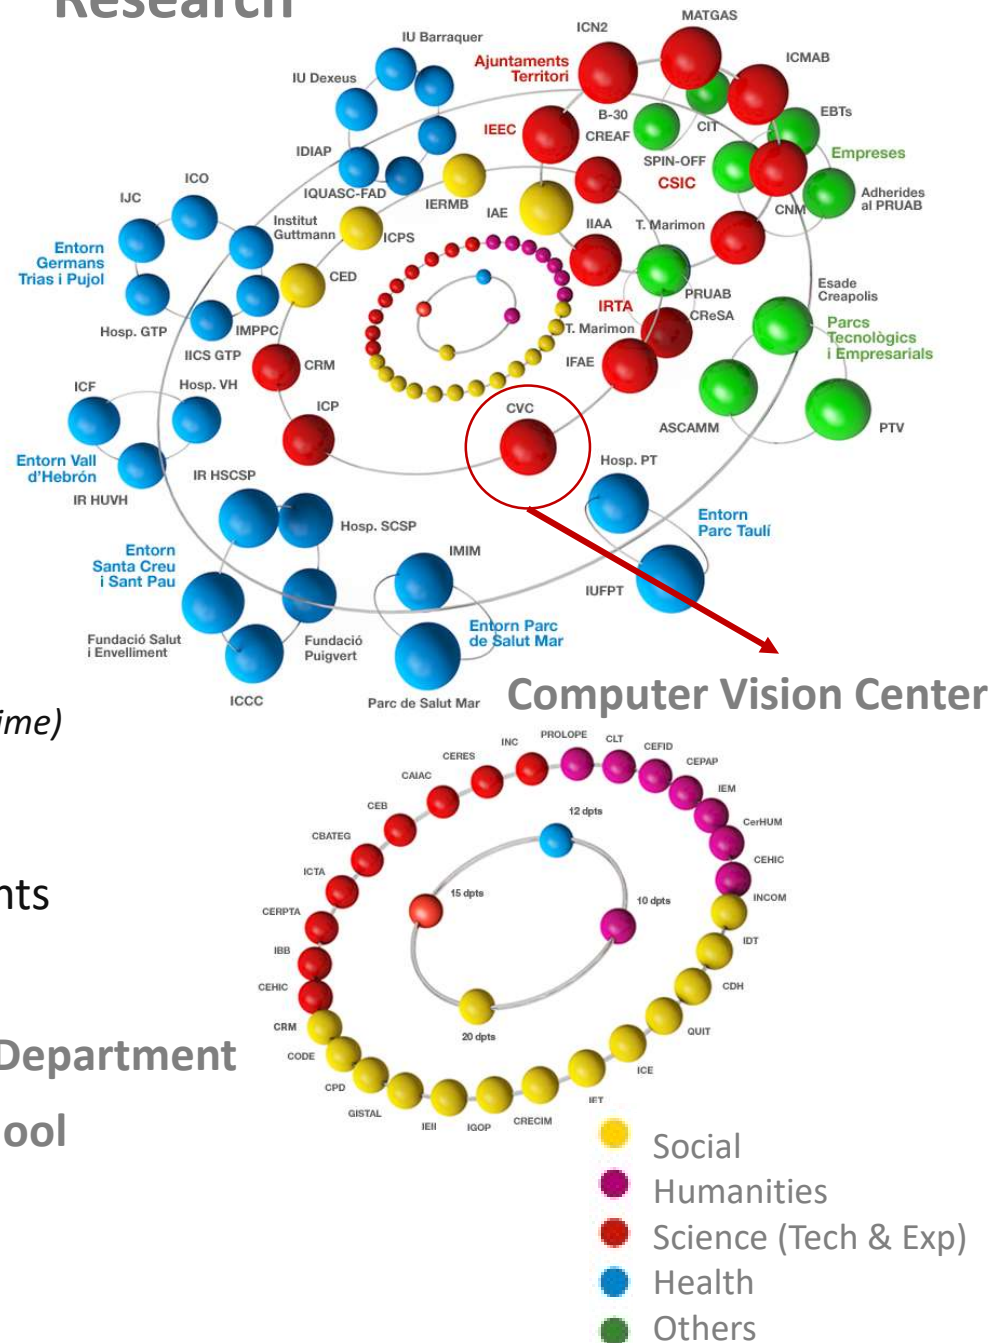 Research
MATGAS
ICN2
IU Barraquer
Ajuntaments
Territori
ICMAB
IU Dexeus
B-30
EBTs
IEEC
CREAF
CIT
IDIAP
SPIN-OFF
Empreses
CSIC
ICO
IQUASC-FAD
Adherides
al PRUAB
IJC
IERMB
IAE
CNM
Institut
Guttmann
IIAA
T. Marimon
ICPS
Entorn
Germans
Trias i Pujol
CED
Esade
Creapolis
PRUAB
IRTA
CReSA
Hosp. GTP
IMPPC
T. Marimon
Parcs
Tecnològics
i Empresarials
IICS GTP
CRM
IFAE
ICF
Hosp. VH
ICP
CVC
ASCAMM
PTV
Entorn Vall
d'Hebrón
Hosp. PT
IR HSCSP
IR HUVH
Entorn
Parc Taulí
Hosp. SCSP
Entorn
Santa Creu
i Sant Pau
IMIM
IUFPT
Entorn Parc
de Salut Mar
Fundació Salut
i Envelliment
Fundació
Puigvert
ICCC
Parc de Salut Mar
Computer Vision Center
ime)
PROLOPE
CLT
INC
CEFID
CERES
CEPAP
CAIAC
IEM
CEB
12 dpts
CerHUM
CBATEG
CEHIC
ICTA
15 dpts
10 dpts
INCOM
nts
CERPTA
IDT
IBB
CEHIC
CDH
CRM
QUIT
20 dpts
CODE
Department
ICE
CPD
IET
GISTAL
CRECIM
IEII
IGOP
ool
Social
Humanities
Science (Tech & Exp)
Health
Others